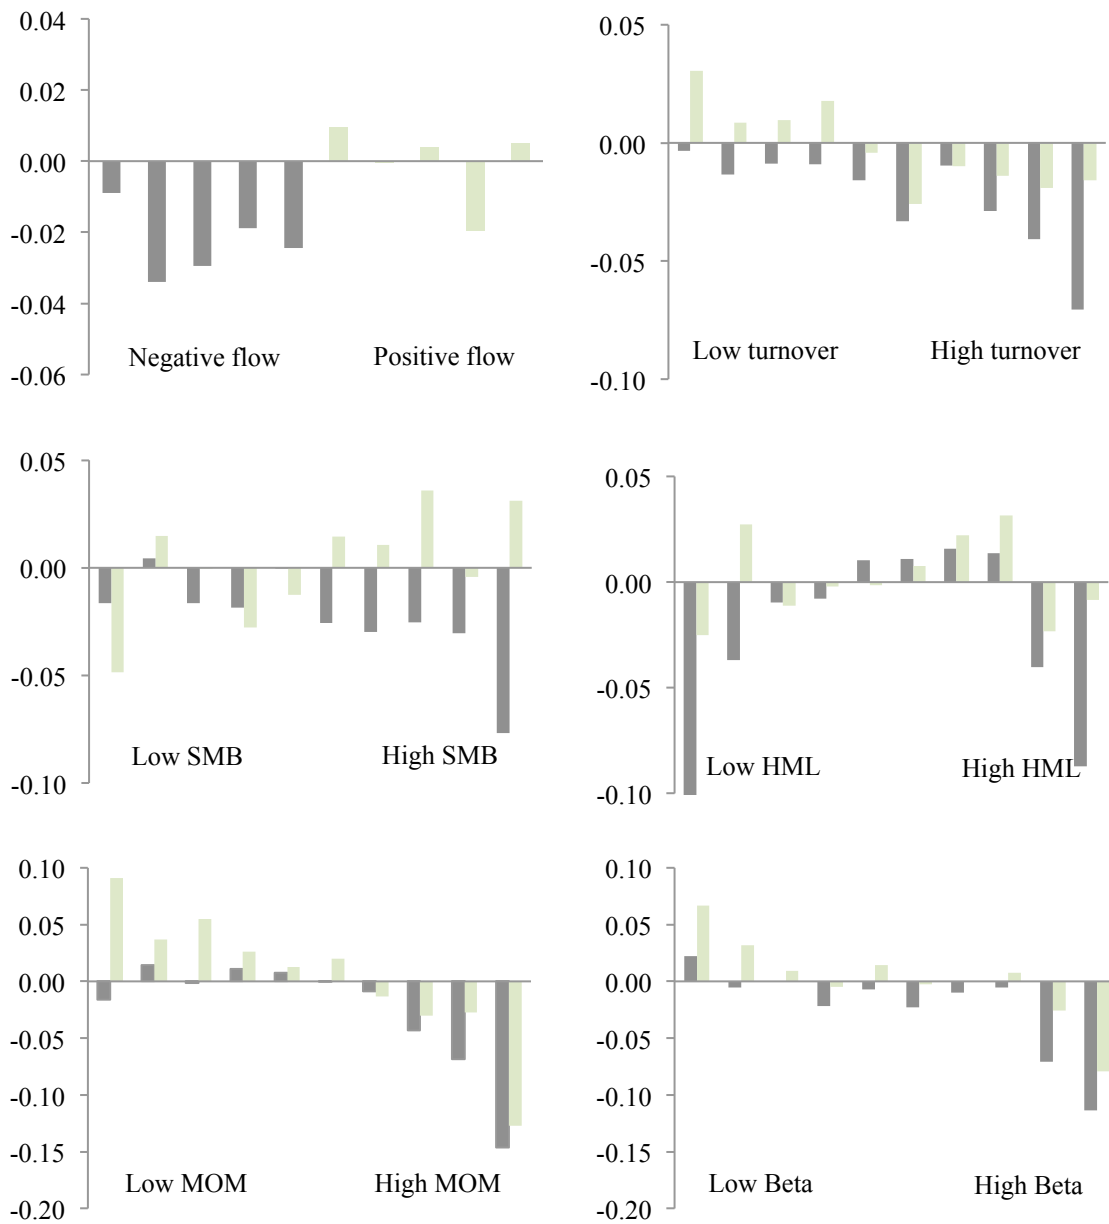 0.04
0.02
0.00
-0.02
-0.04
-0.06
Negative flow
Positive flow
0.05
0.00
-0.05
-0.10
Low turnover
High turnover
0.05
0.00
-0.05
-0.10
Low SMB
High SMB
0.05
0.00
-0.05
-0.10
Low HML
High HML
0.10
0.05
0.00
-0.05
-0.10
-0.15
-0.20
Low MOM
High MOM
0.10
0.05
0.00
-0.05
-0.10
-0.15
-0.20
Low Beta
High Beta